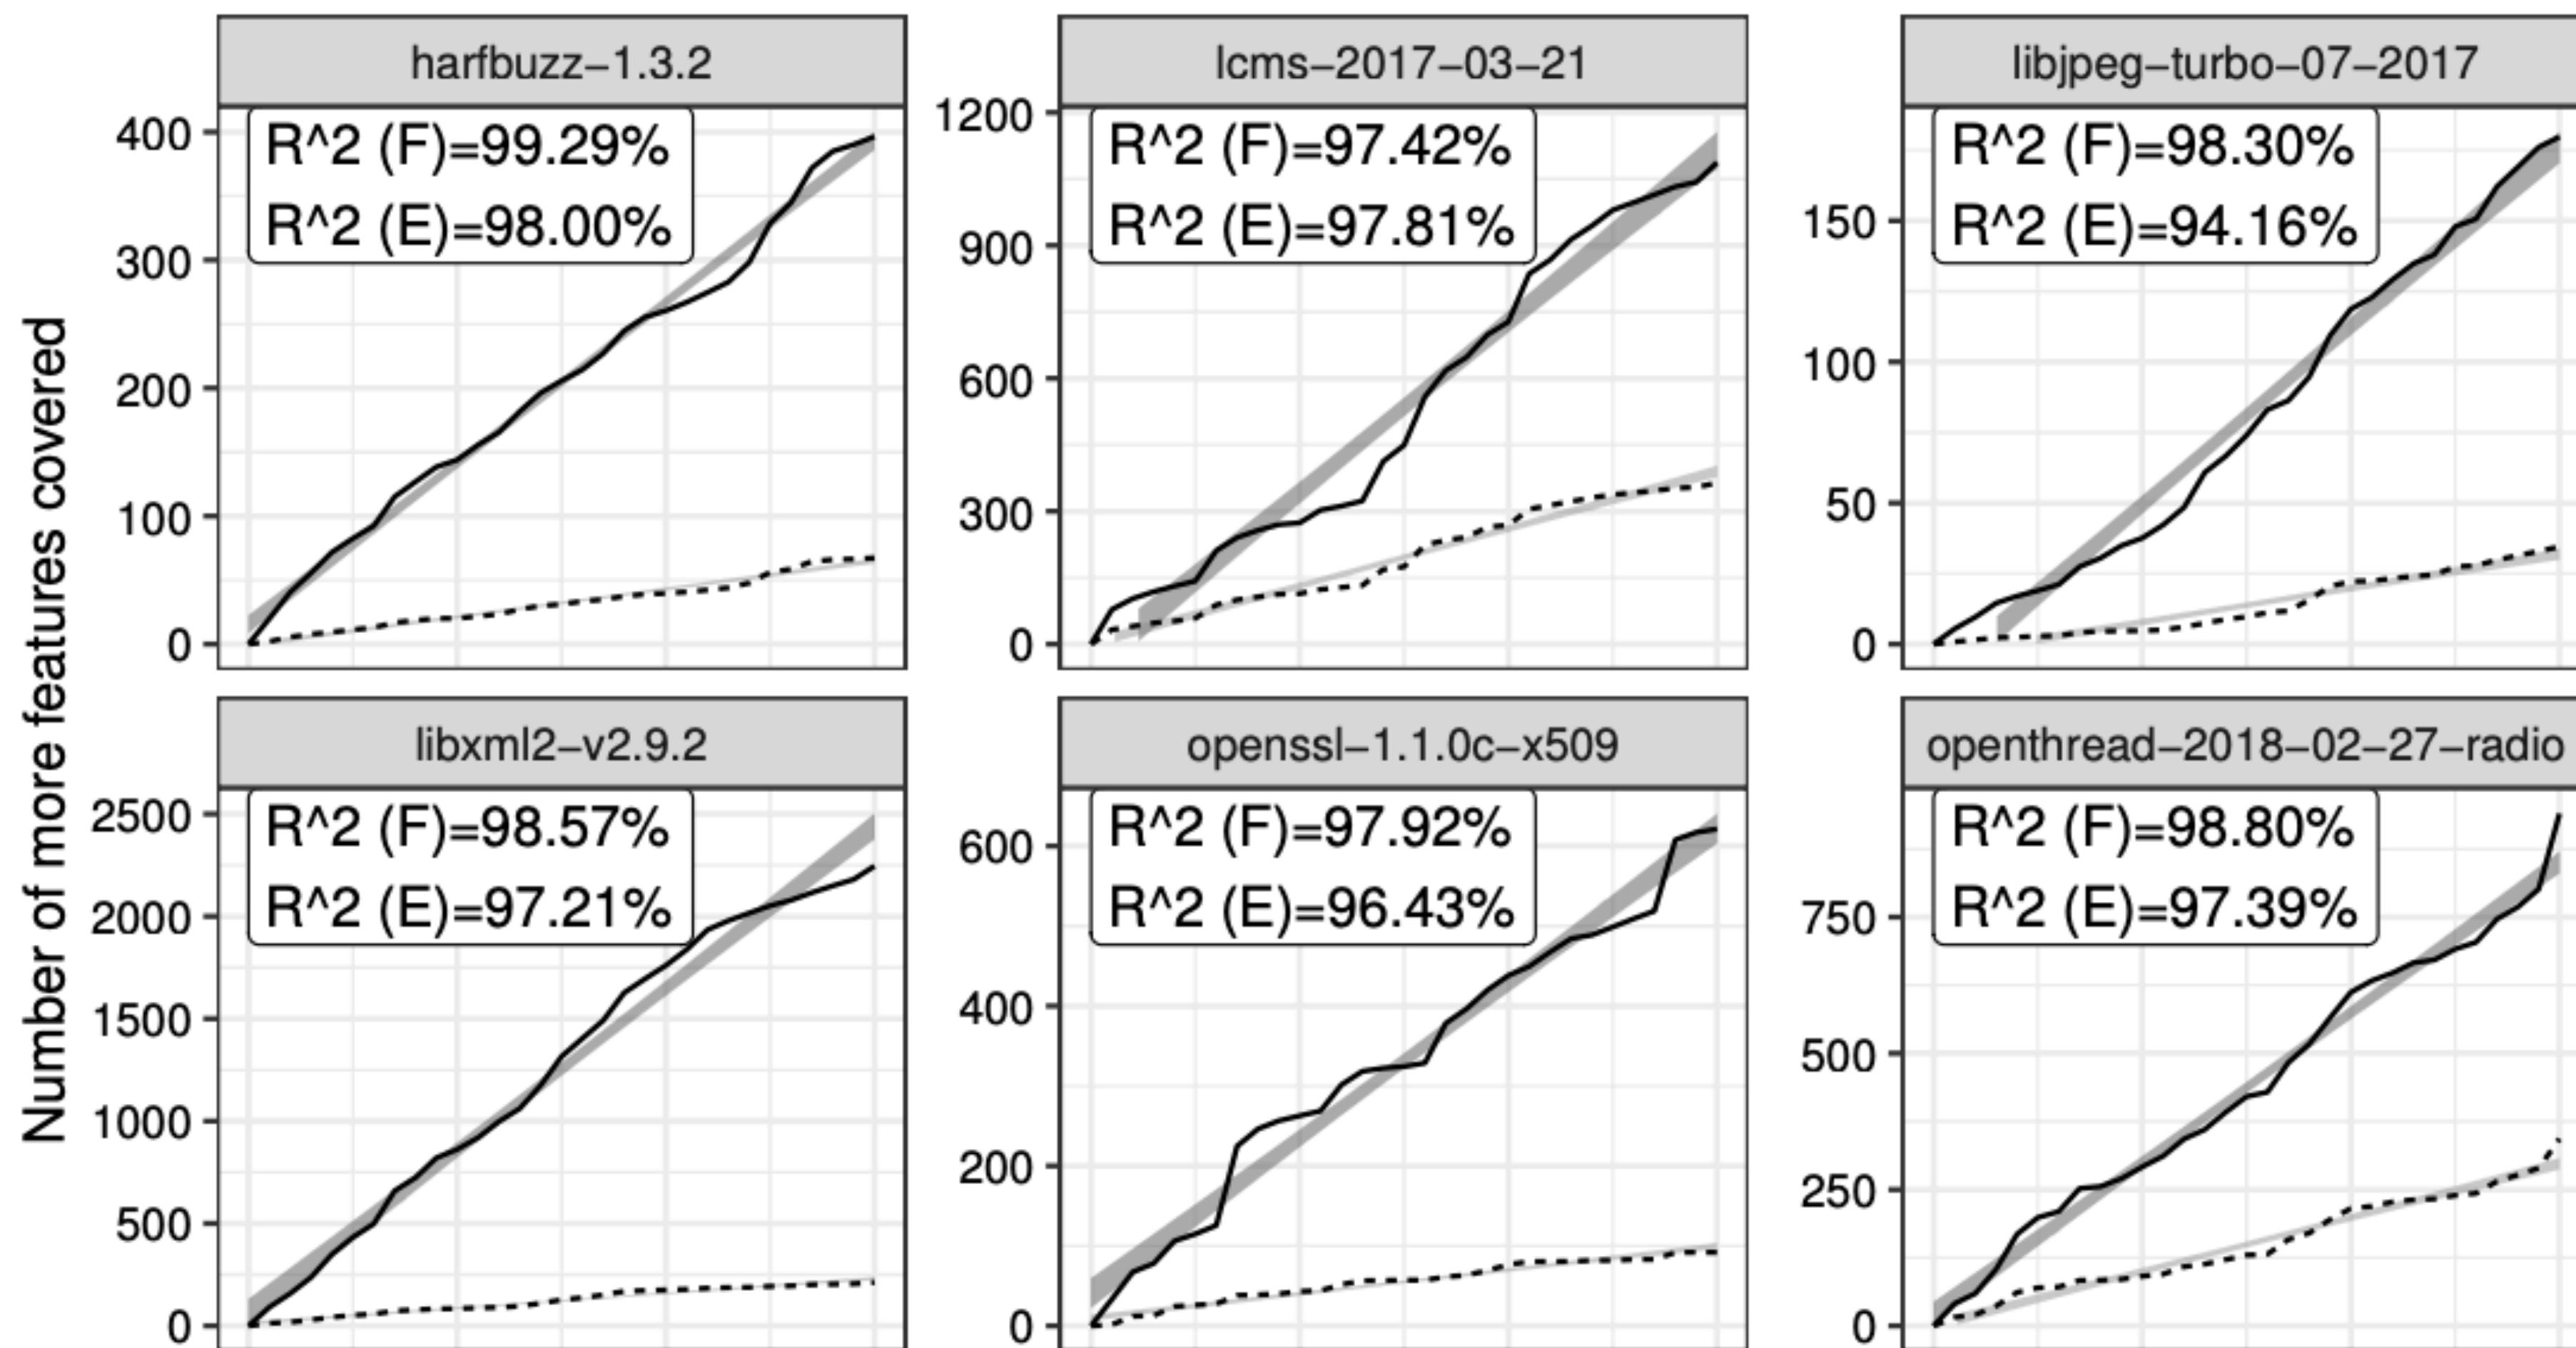 Number of more features covered
harfbuzz−1.3.2
R^2 (F)=99.29%
R^2 (E)=98.00%
400
300
200
100
0
lcms−2017−03−21
R^2 (F)=97.42%
R^2 (E)=97.81%
1200
900
600
300
0
libjpeg−turbo−07−2017
R^2 (F)=98.30%
R^2 (E)=94.16%
150
100
50
0
libxml2−v2.9.2
R^2 (F)=98.57%
R^2 (E)=97.21%
2500
2000
1500
1000
500
0
openssl−1.1.0c−x509
R^2 (F)=97.92%
R^2 (E)=96.43%
600
400
200
0
openthread−2018−02−27−radio
R^2 (F)=98.80%
R^2 (E)=97.39%
750
500
250
0